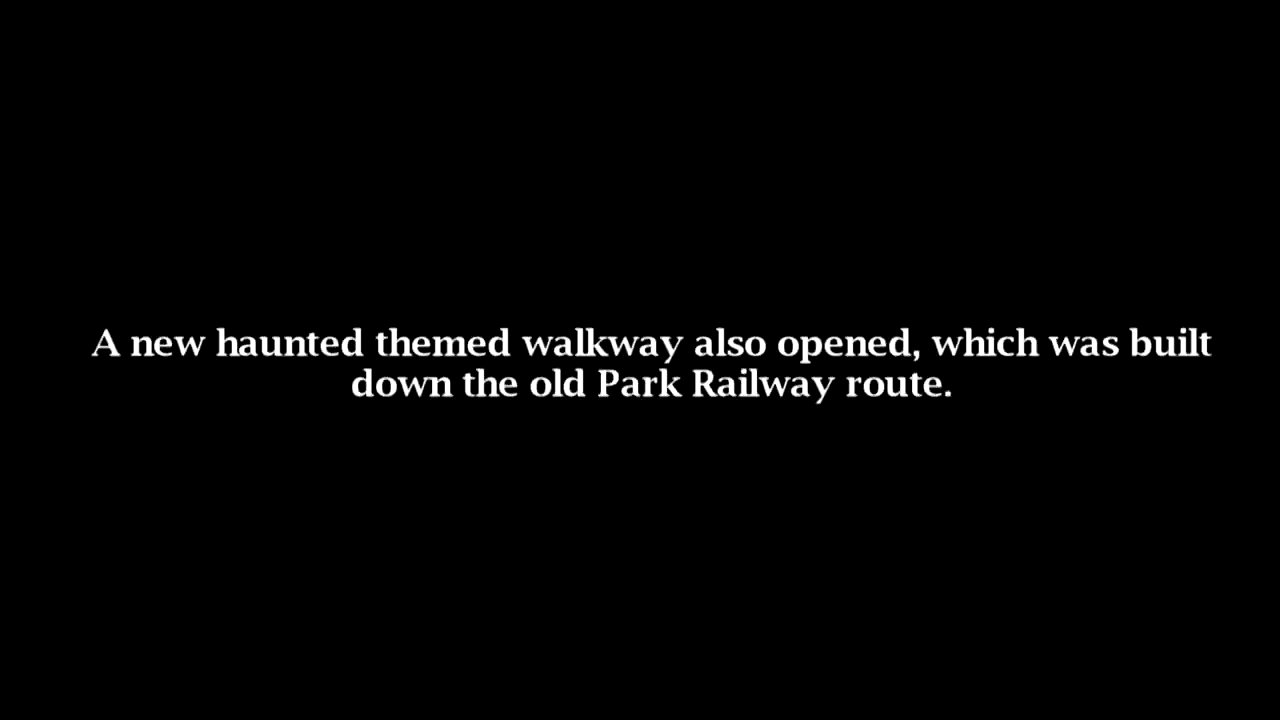 A new haunted themed walkway also opened, which was built
down the old Park Railway route.